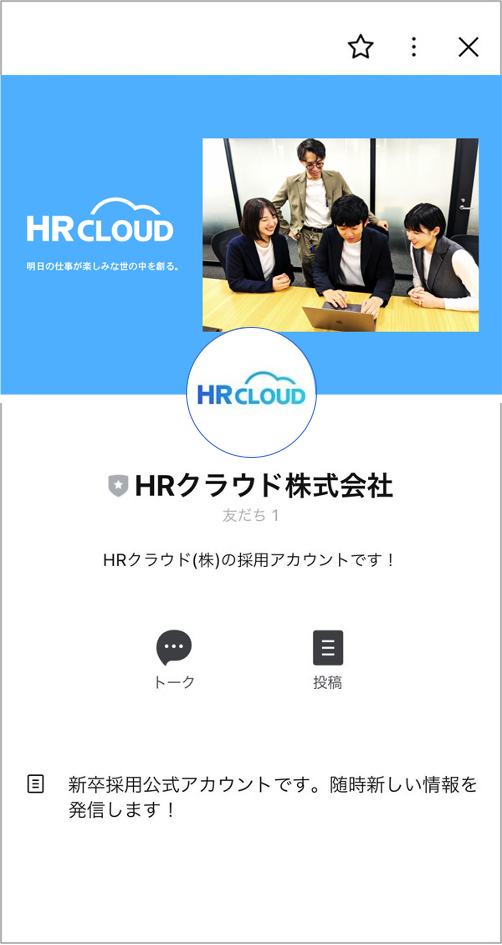 HR CLOUD
明日の仕事が楽しみな世の中を創る。
HR CLOUD
HRクラウド株式会社
友だち 1
HRクラウド(株)の採用アカウントです！
トーク
投稿
新卒採用公式アカウントです。随時新しい情報を
発信します！